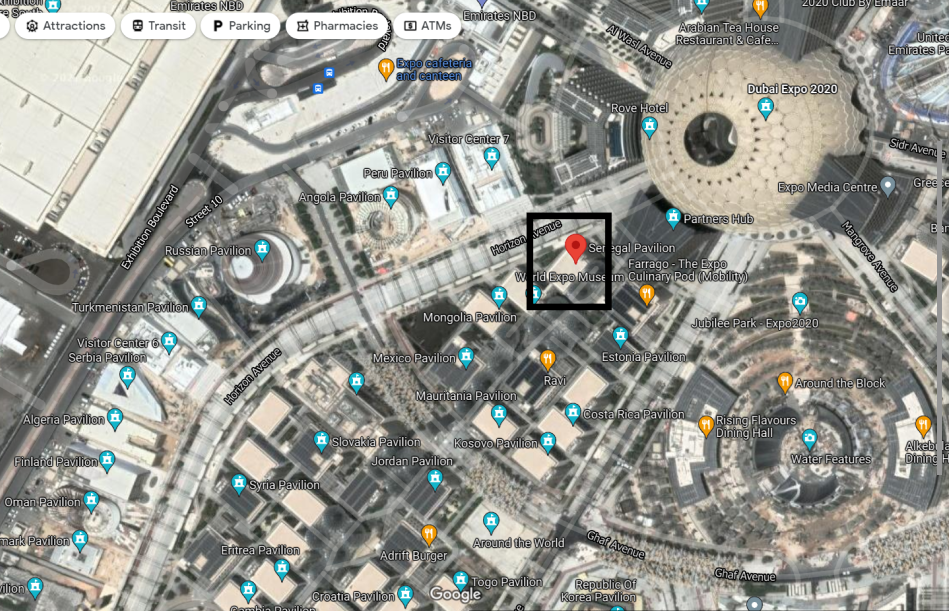 Emirates NBD
Emirates NBD
2020 Club By Emaar
Attractions
Transit
Parking
Pharmacies
ATMs
Al Wasl Avenue
Arabian Tea House
Restaurant & Cafe...
United
Emirates Pa
Expo cafeteria
and canteen
Dubai Expo 2020
Rove Hotel
Visitor Center 7
Sidr Avenue
Peru Pavilion
Expo Media Centre
Greece
Angola Pavilion
Exhibition Boulevard
Street 10
Partners Hub
Horizon Avenue
Mangrove Avenue
Russian Pavilion
Senegal Pavilion
World Expo Museum
Farrago - The Expo
Culinary Pod (Mobility)
Turkmenistan Pavilion
Mongolia Pavilion
Jubilee Park - Expo2020
Visitor Center 6
Serbia Pavilion
Mexico Pavilion
Estonia Pavilion
Horizon Avenue
Ravi
Around the Block
Mauritania Pavilion
Algeria Pavilion
Costa Rica Pavilion
Rising Flavours
Dining Hall
Slovakia Pavilion
Kosovo Pavilion
Alkeb
Dining H
Finland Pavilion
Jordan Pavilion
Water Features
Syria Pavilion
Oman Pavilion
mark Pavilion
Around the World
Ghaf Avenue
Eritrea Pavilion
Adrift Burger
Ghaf Avenue
Togo Pavilion
Republic Of
Korea Pavilion
vilion
Croatia Pavilion
Google
Gambia Pavilion